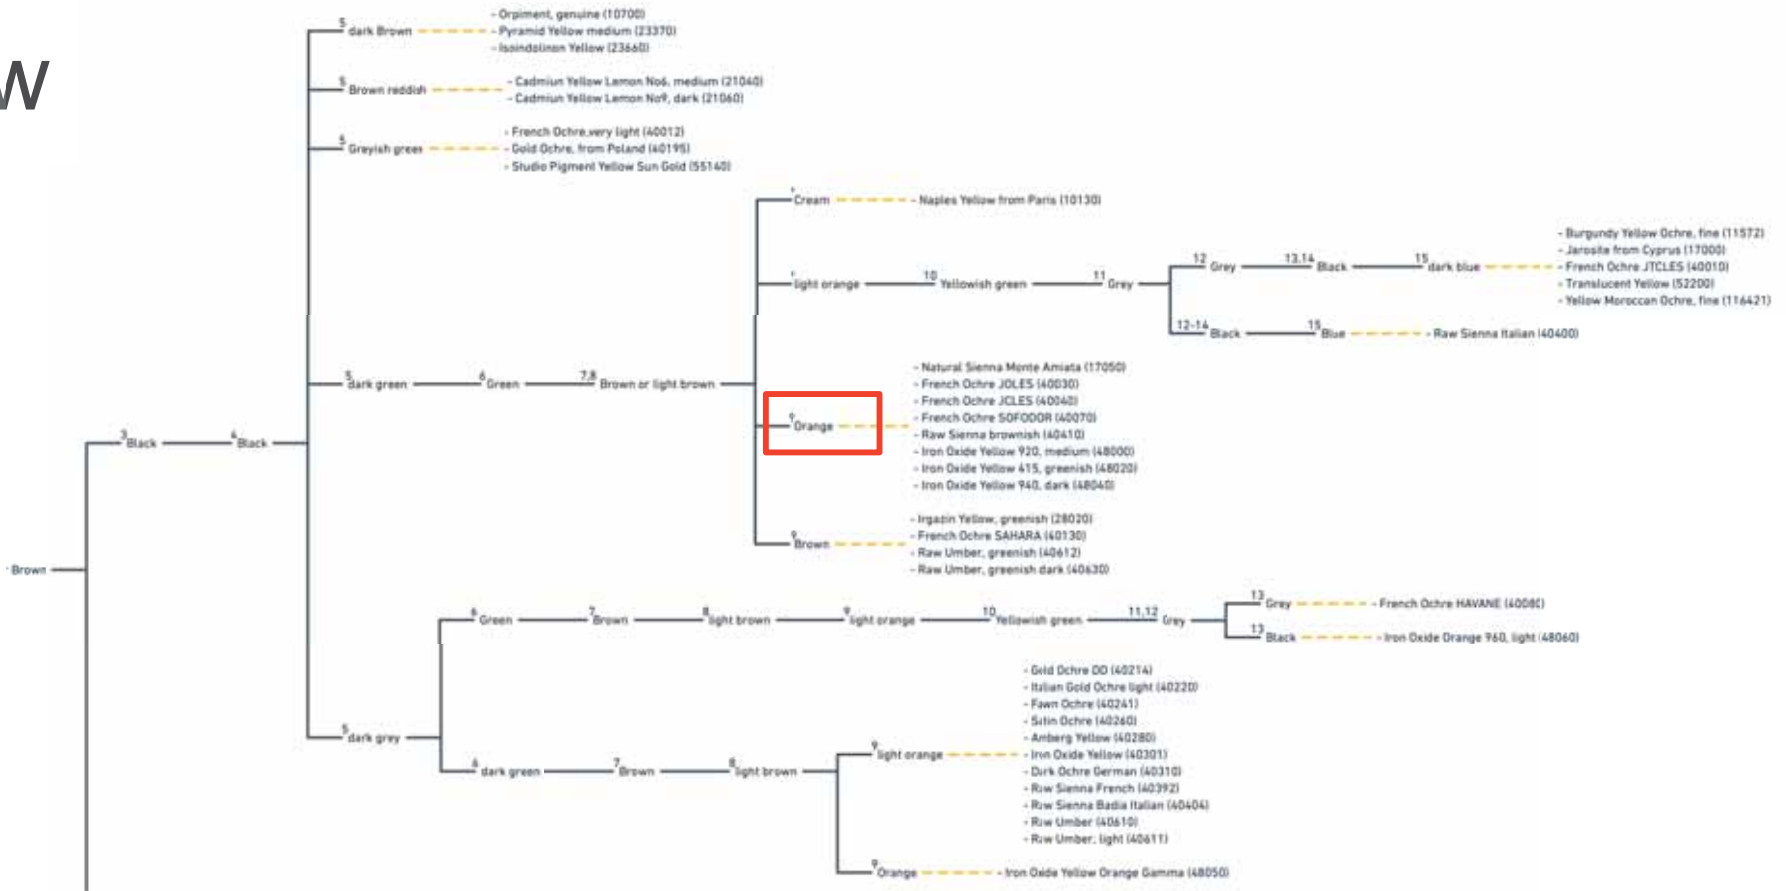 w
5 dark Brown
- Orpiment, genuine (10700)
- Pyramid Yellow medium (23370)
- Isoindolinon Yellow (23660)
5 Brown reddish
- Cadmiun Yellow Lemon No6, medium (21040)
- Cadmiun Yellow Lemon No9, dark (21060)
5 Greyish green
- French Ochre,very light (40012)
- Gold Ochre, from Poland (40195)
- Studio Pigment Yellow Sun Gold (55140)
Cream
- Naples Yellow from Paris (10130)
light orange 10 Yellowish green 11 Grey
12 Grey 13,14 Black 15 dark blue
- Burgundy Yellow Ochre, fine (11572)
- Jarosite from Cyprus (17000)
- French Ochre JTCLES (40010)
- Translucent Yellow (52200)
- Yellow Moroccan Ochre, fine (116421)
12-14 Black 15 Blue - Raw Sienna Italian (40400)
5 dark green 6 Green 7,8 Brown or light brown
9 Orange
- Natural Sienna Monte Amiata (17050)
- French Ochre JOLES (40030)
- French Ochre JCLES (40040)
- French Ochre SOFODOR (40070)
- Raw Sienna brownish (40410)
- Iron Oxide Yellow 920, medium (48000)
- Iron Oxide Yellow 415, greenish (48020)
- Iron Oxide Yellow 940, dark (48040)
3 Black 4 Black
9 Brown
- Irgazin Yellow, greenish (28020)
- French Ochre SAHARA (40130)
- Raw Umber, greenish (40612)
- Raw Umber, greenish dark (40630)
- Brown
6 Green 7 Brown 8 light brown 9 light orange 10 Yellowish green 11,12 Grey
13 Grey - French Ochre HAVANE (40080)
13 Black - Iron Oxide Orange 960, light (48060)
5 dark grey
6 dark green 7 Brown 8 light brown
9 light orange
- Gold Ochre DD (40214)
- Italian Gold Ochre light (40220)
- Fawn Ochre (40241)
- Satin Ochre (40260)
- Amberg Yellow (40280)
- Iron Oxide Yellow (40301)
- Dark Ochre German (40310)
- Raw Sienna French (40392)
- Raw Sienna Badia Italian (40404)
- Raw Umber (40610)
- Raw Umber, light (40611)
9 Orange - Iron Oxide Yellow Orange Gamma (48050)